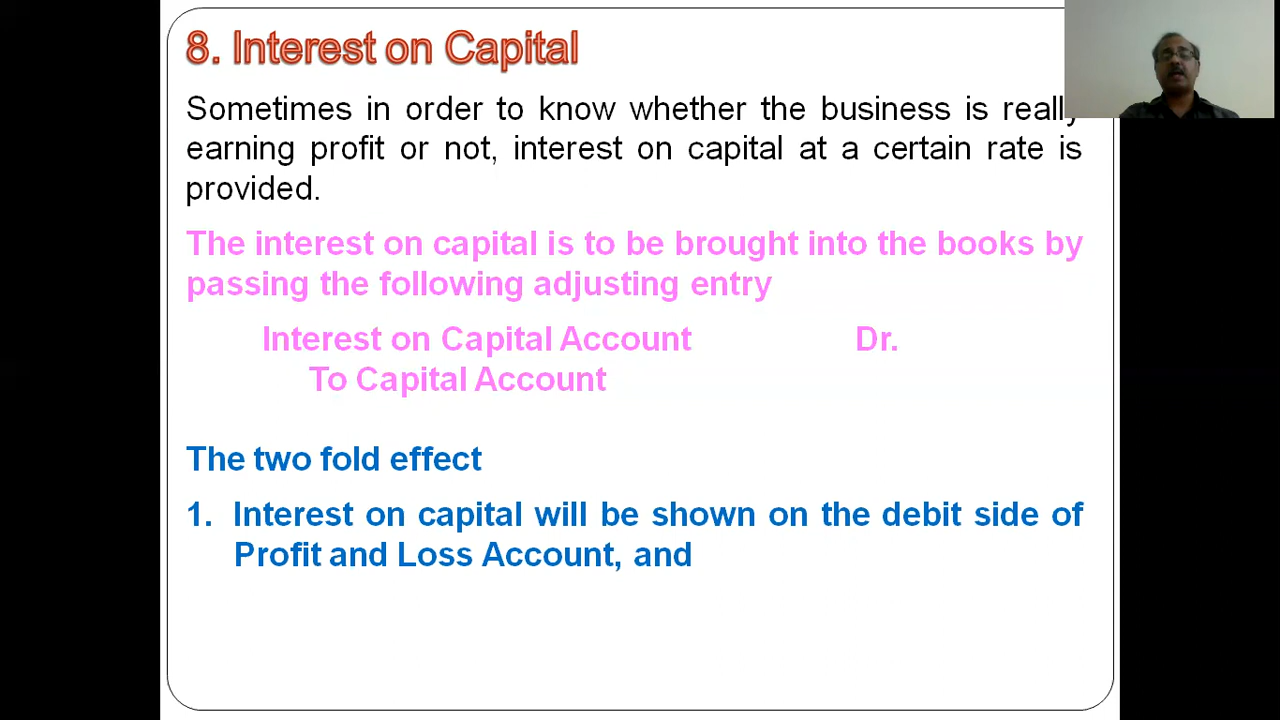 8. Interest on Capital
Sometimes in order to know whether the business is really
earning profit or not, interest on capital at a certain rate is
provided.
The interest on capital is to be brought into the books by
passing the following adjusting entry
Interest on Capital Account Dr.
To Capital Account
The two fold effect
1. Interest on capital will be shown on the debit side of
Profit and Loss Account, and